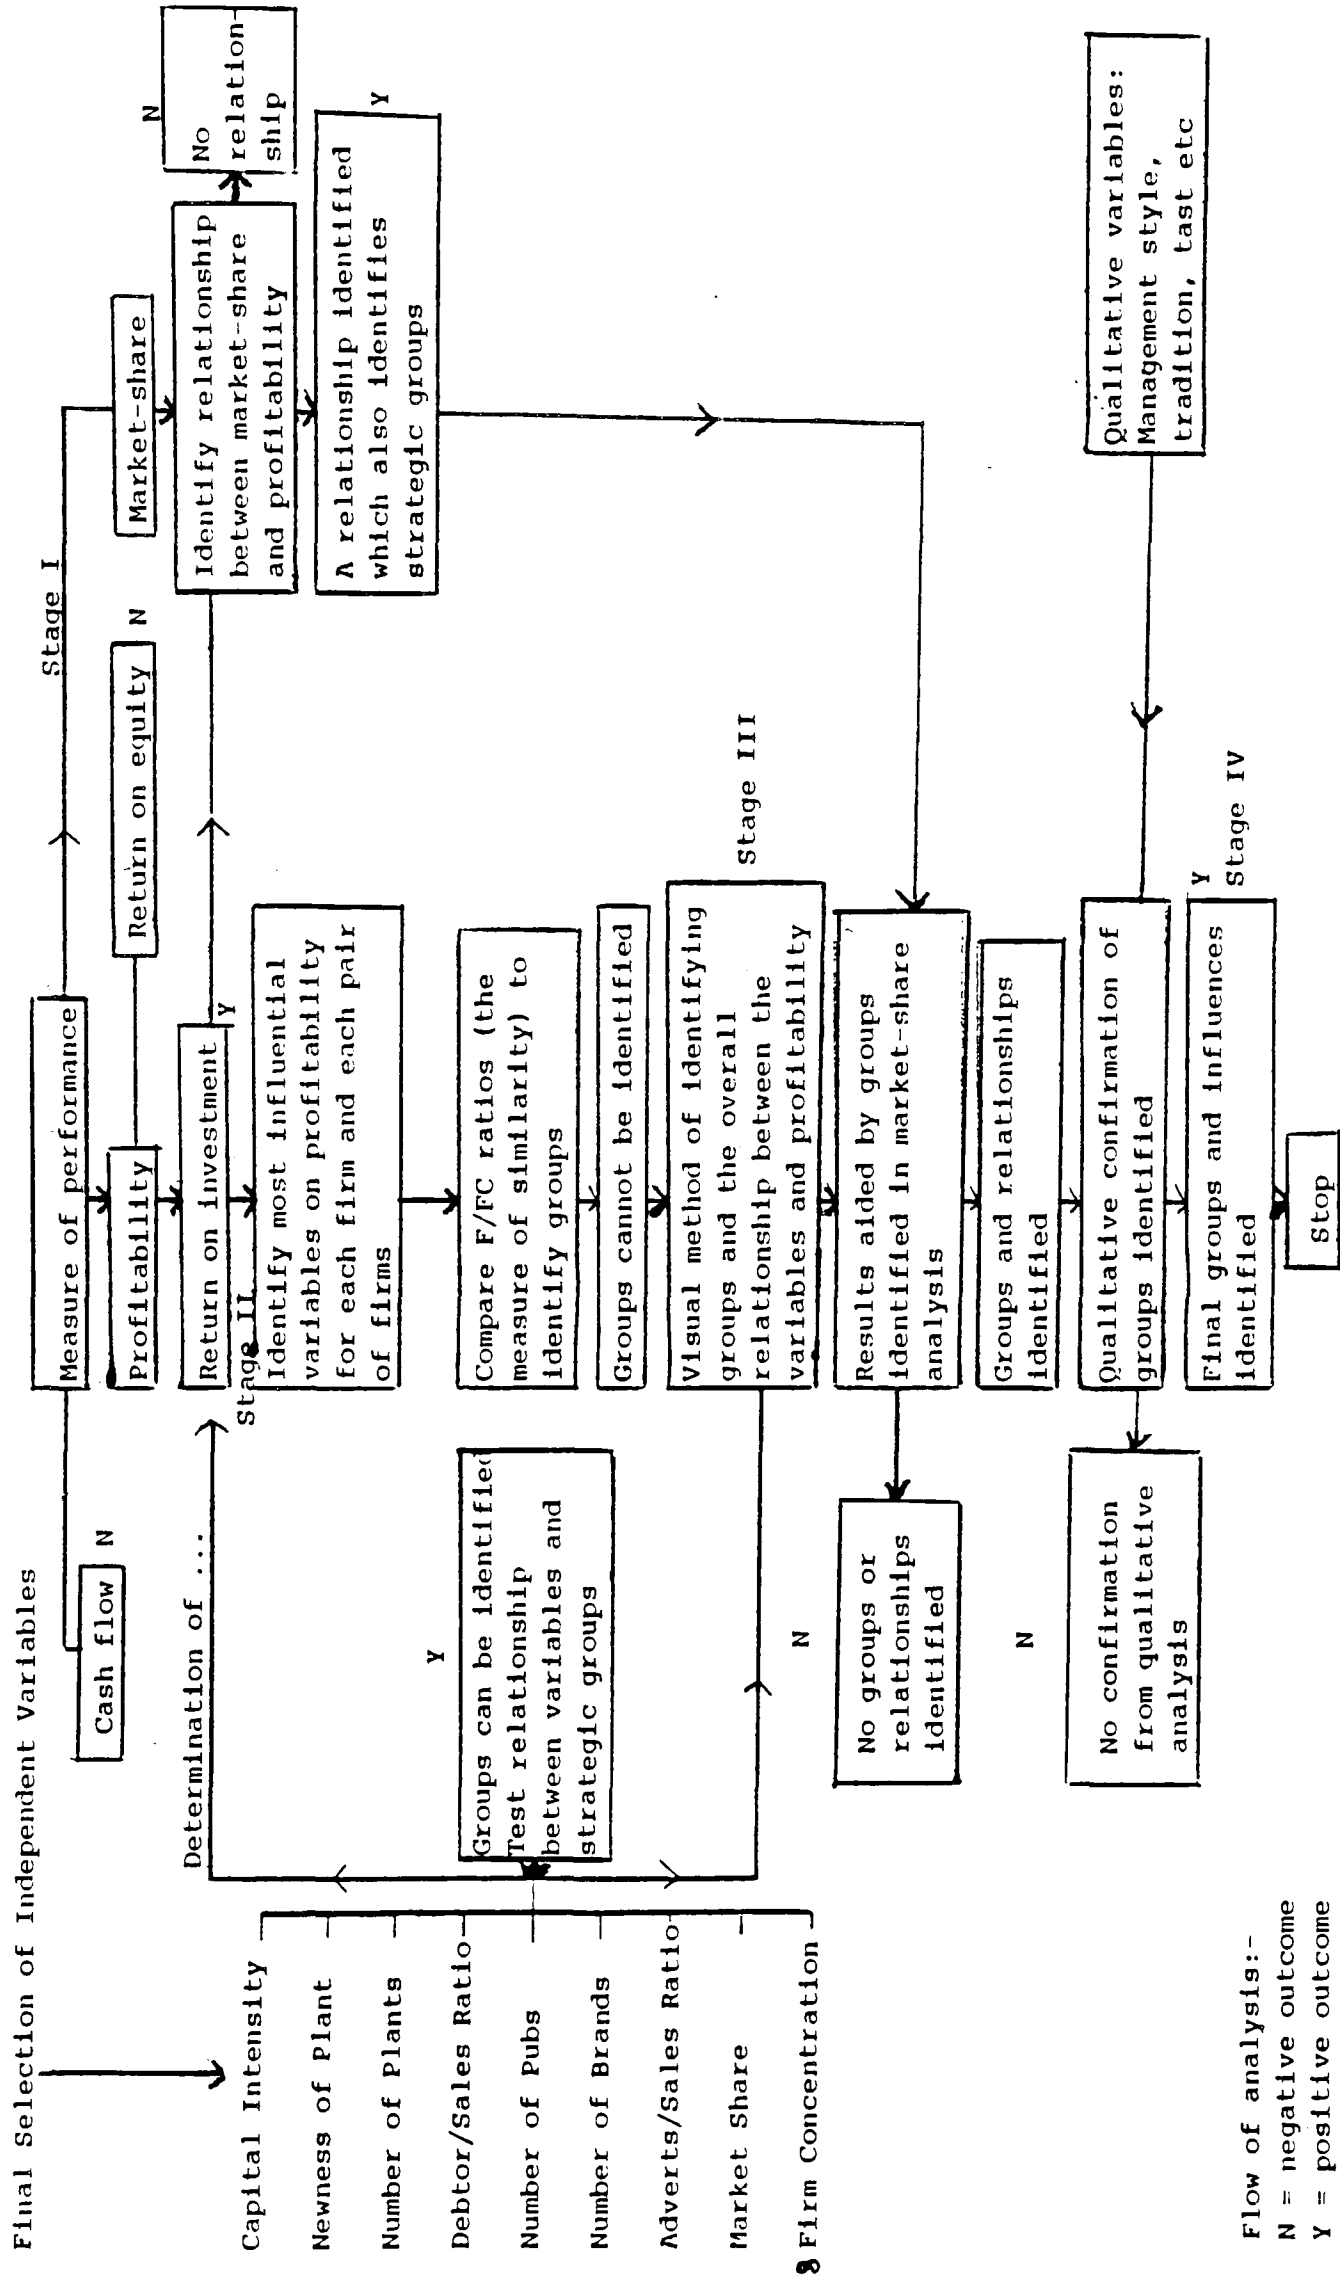 Final Selection of Independent Variables
Capital Intensity
Newness of Plant
Number of Plants
Debtor/Sales Ratio
Number of Pubs
Number of Brands
Adverts/Sales Ratio
Market Share
8 Firm Concentration
Flow of analysis:-
N = negative outcome
Y = positive outcome
Determination of ...
Cash flow
N
Measure of performance
Stage I
Market-share
Profitability
Return on equity
N
Return on investment
Y
Identify relationship
between market-share
and profitability
N
No
relation-
ship
Y
A relationship identified
which also identifies
strategic groups
Stage II
Identify most influential
variables on profitability
for each firm and each pair
of firms
Compare F/FC ratios (the
measure of similarity) to
identify groups
Y
Groups can be identified
Test relationship
between variables and
strategic groups
Groups cannot be identified
Visual method of identifying
groups and the overall
relationship between the
variables and profitability
Stage III
Results aided by groups
identified in market-share
analysis
N
No groups or
relationships
identified
Groups and relationships
identified
Qualitative confirmation of
groups identified
Qualitative variables:
Management style,
tradition, tast etc
N
No confirmation
from qualitative
analysis
Final groups and influences
identified
Y
Stage IV
Stop